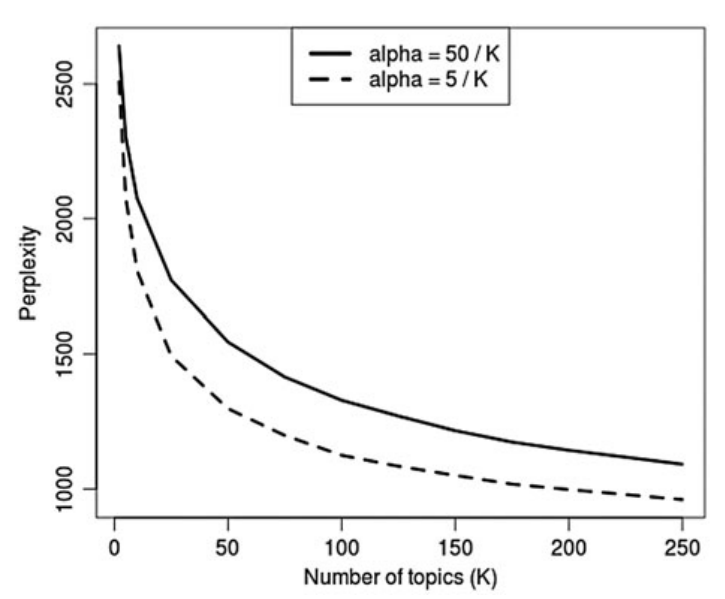 alpha = 50 / K
alpha = 5 / K
Perplexity
2500
2000
1500
1000
0 50 100 150 200 250
Number of topics (K)